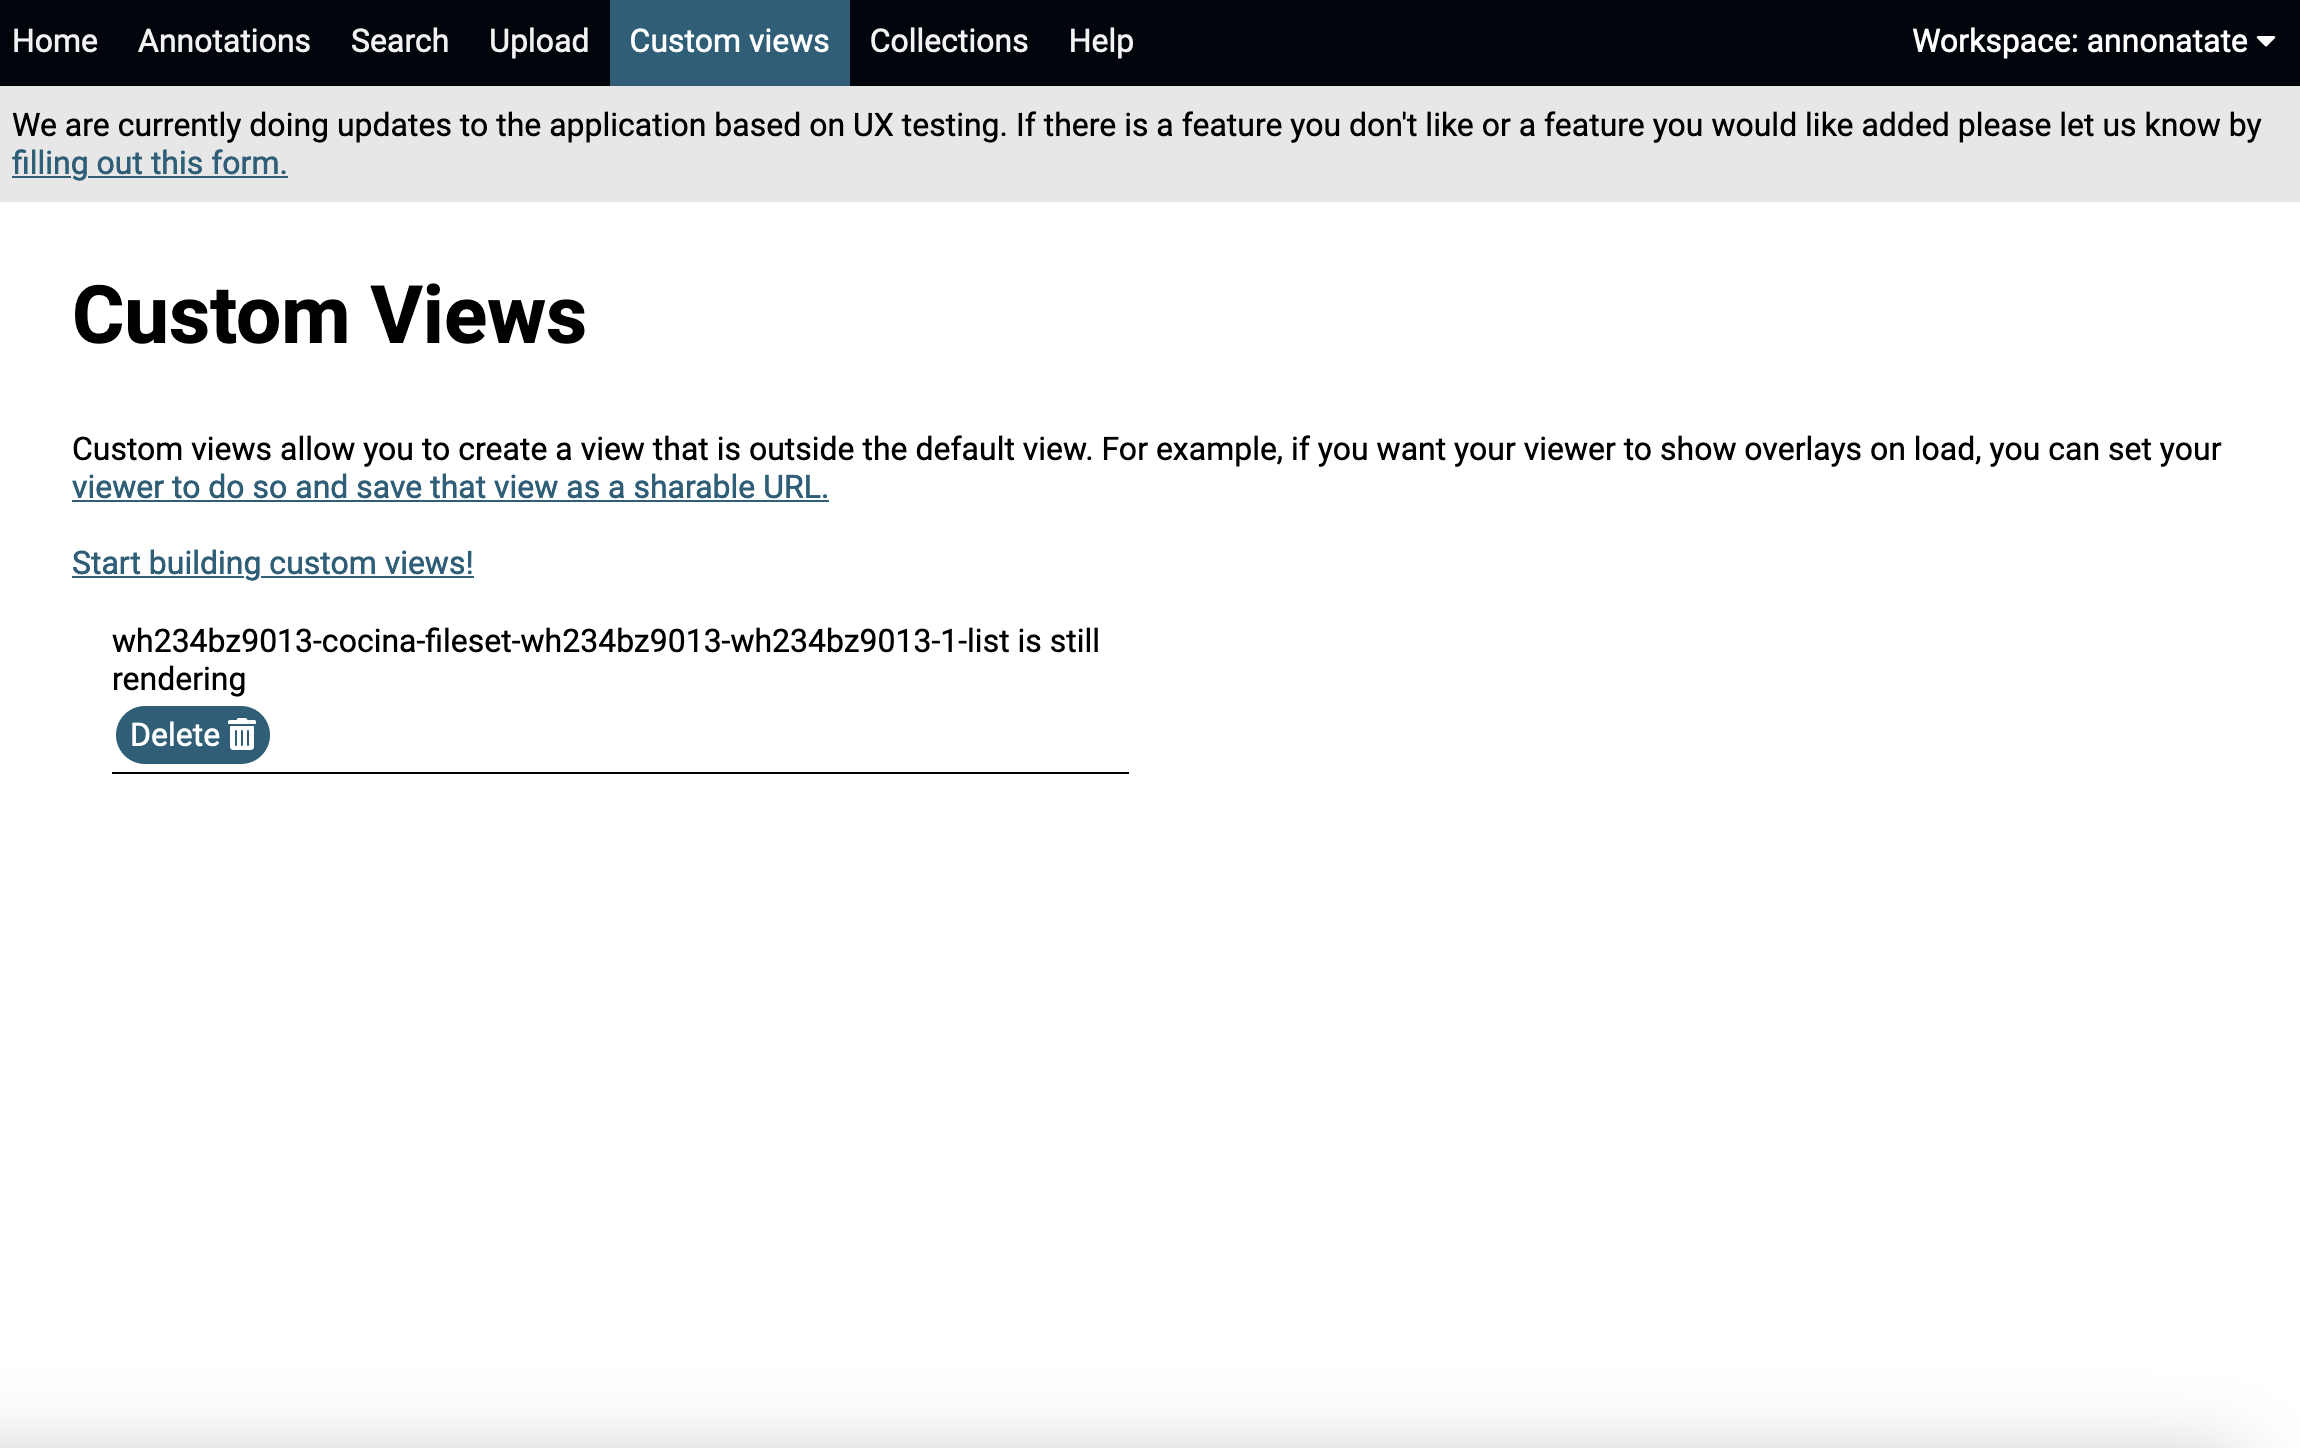 Home Annotations Search Upload Custom views Collections Help Workspace: annonatate
We are currently doing updates to the application based on UX testing. If there is a feature you don't like or a feature you would like added please let us know by
filling out this form.
Custom Views
Custom views allow you to create a view that is outside the default view. For example, if you want your viewer to show overlays on load, you can set your
viewer to do so and save that view as a sharable URL.
Start building custom views!
wh234bz9013-cocina-fileset-wh234bz9013-wh234bz9013-1-list is still
rendering
Delete